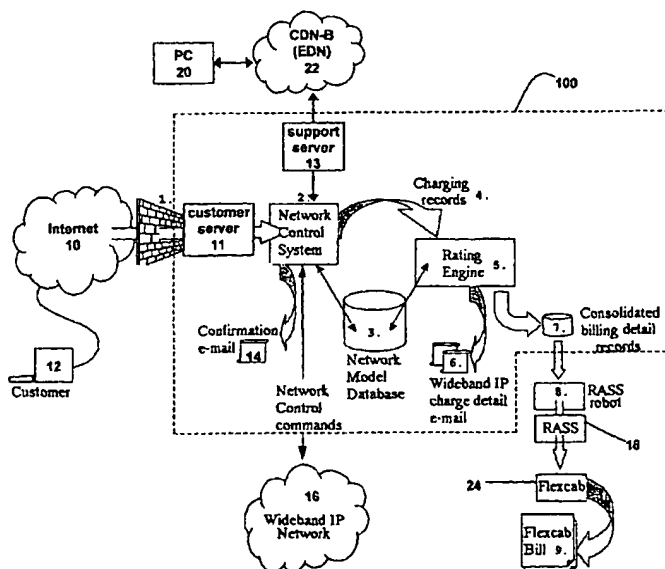 CDN-B
(EDN)
22
PC
20
100
support
server
13
1.
Internet
10
customer
server
11
2.
Network
Control
System
Charging
records 4.
Rating
Engine 5.
Confirmation
e-mail 14
3.
Network
Model
Database
6.
Wideband IP
charge detail
e-mail
7. Consolidated
billing detail
records
12
Customer
Network
Control
commands
8. RASS
robot
RASS
18
16
Wideband IP
Network
24
Flexcab
Flexcab
Bill 9.